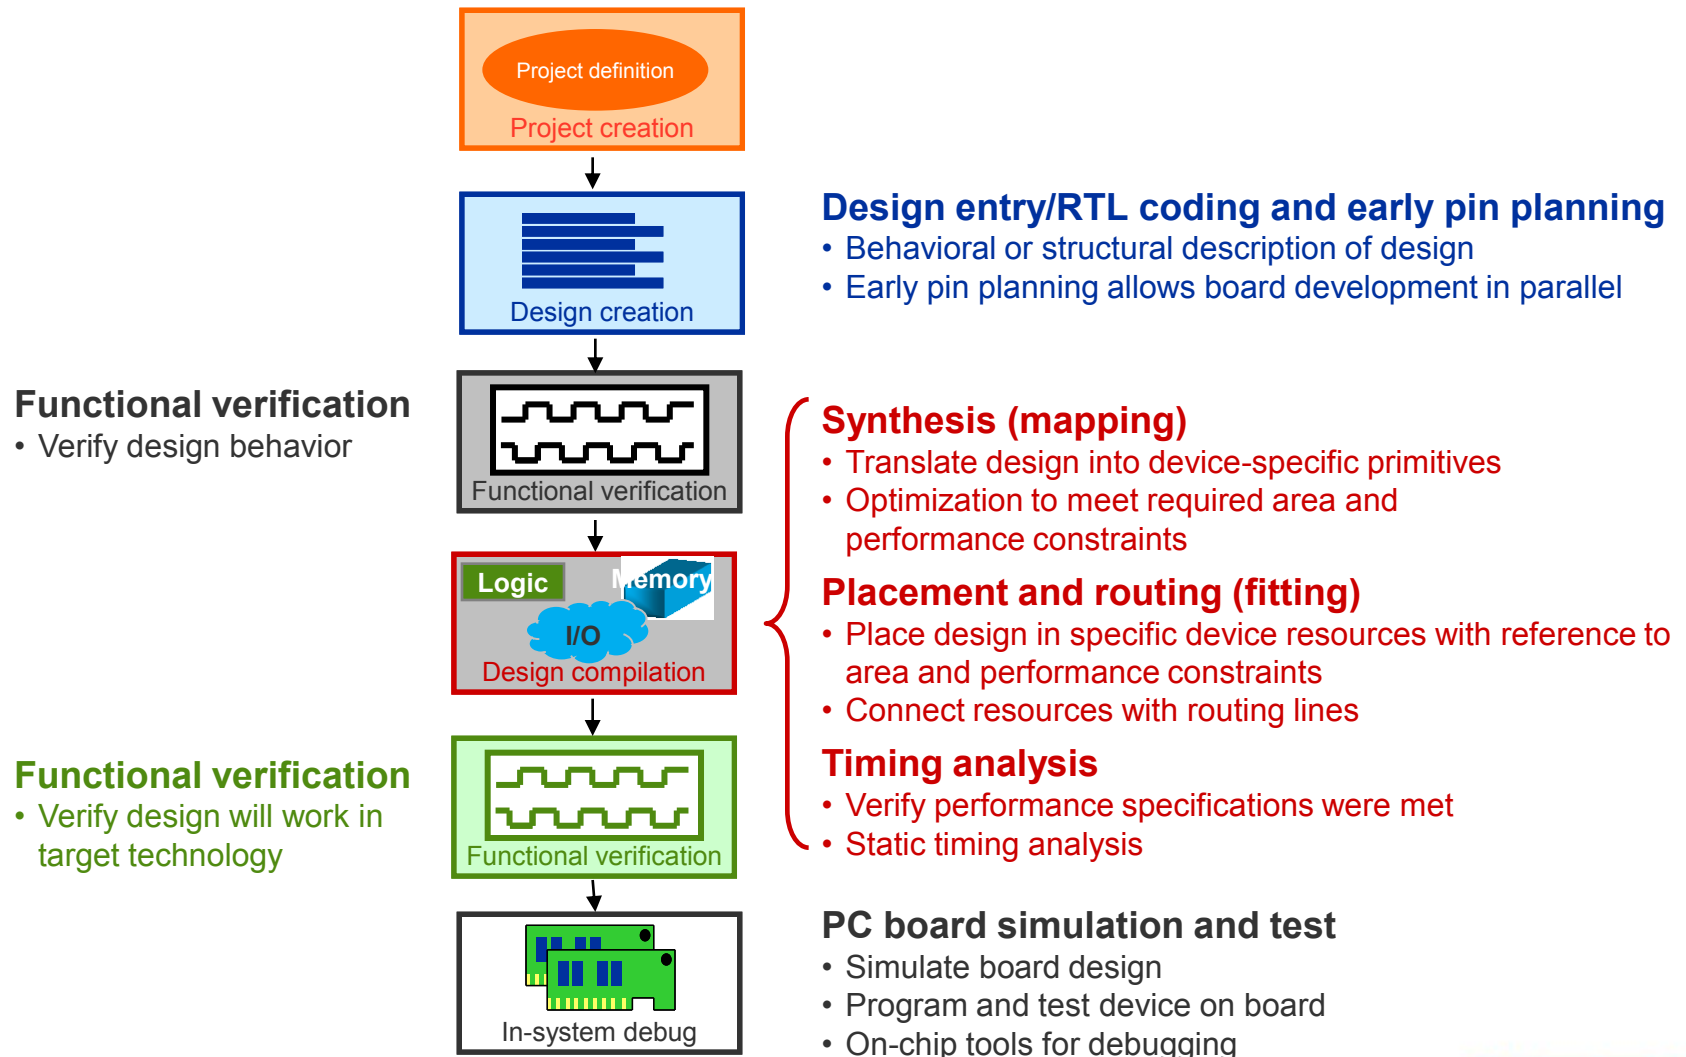 Project definition
Project creation
Design entry/RTL coding and early pin planning
• Behavioral or structural description of design
• Early pin planning allows board development in parallel
Design creation
Functional verification
• Verify design behavior
Functional verification
Synthesis (mapping)
• Translate design into device-specific primitives
• Optimization to meet required area and
performance constraints
Logic
Memory
I/O
Design compilation
Placement and routing (fitting)
• Place design in specific device resources with reference to
area and performance constraints
• Connect resources with routing lines
Functional verification
• Verify design will work in
target technology
Functional verification
Timing analysis
• Verify performance specifications were met
• Static timing analysis
In-system debug
PC board simulation and test
• Simulate board design
• Program and test device on board
• On-chip tools for debugging